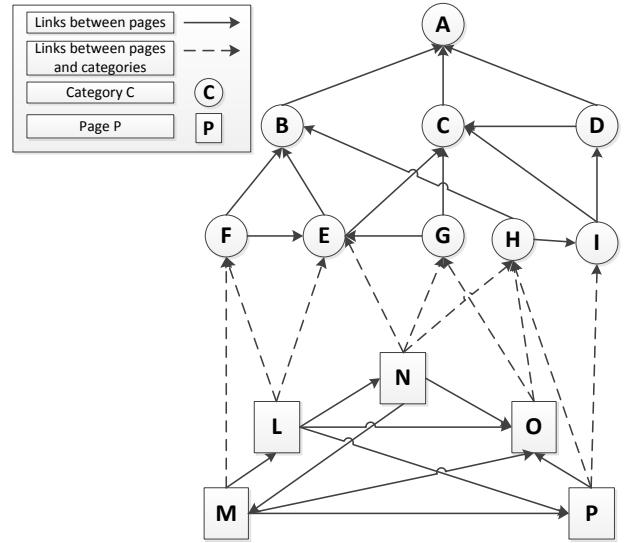 Links between pages
Links between pages
and categories
Category C
C
Page P
P
A
B
C
D
F
E
G
H
I
N
L
O
M
P